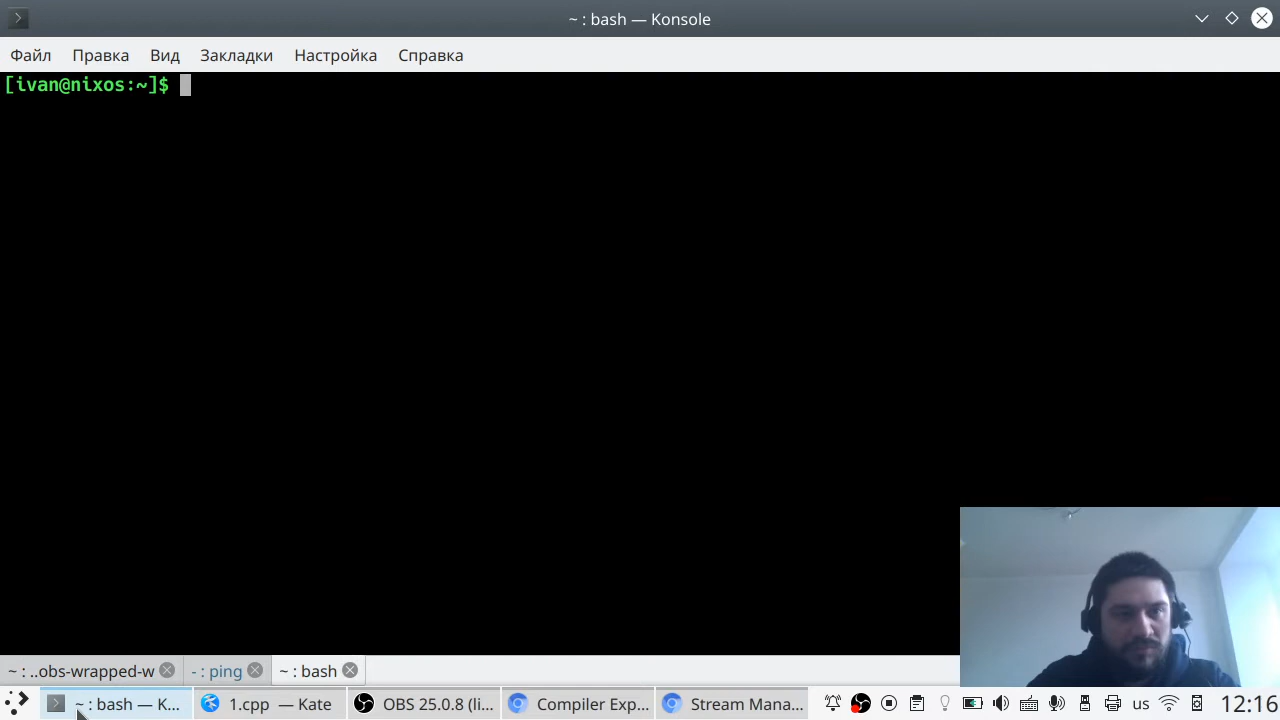 ~ : bash — Konsole
Файл Правка Вид Закладки Настройка Справка
[ivan@nixos:~]$
~ : ..obs-wrapped-w - : ping ~ : bash
~ : bash — K... 1.cpp — Kate OBS 25.0.8 (li... Compiler Exp... Stream Mana... us 12:16